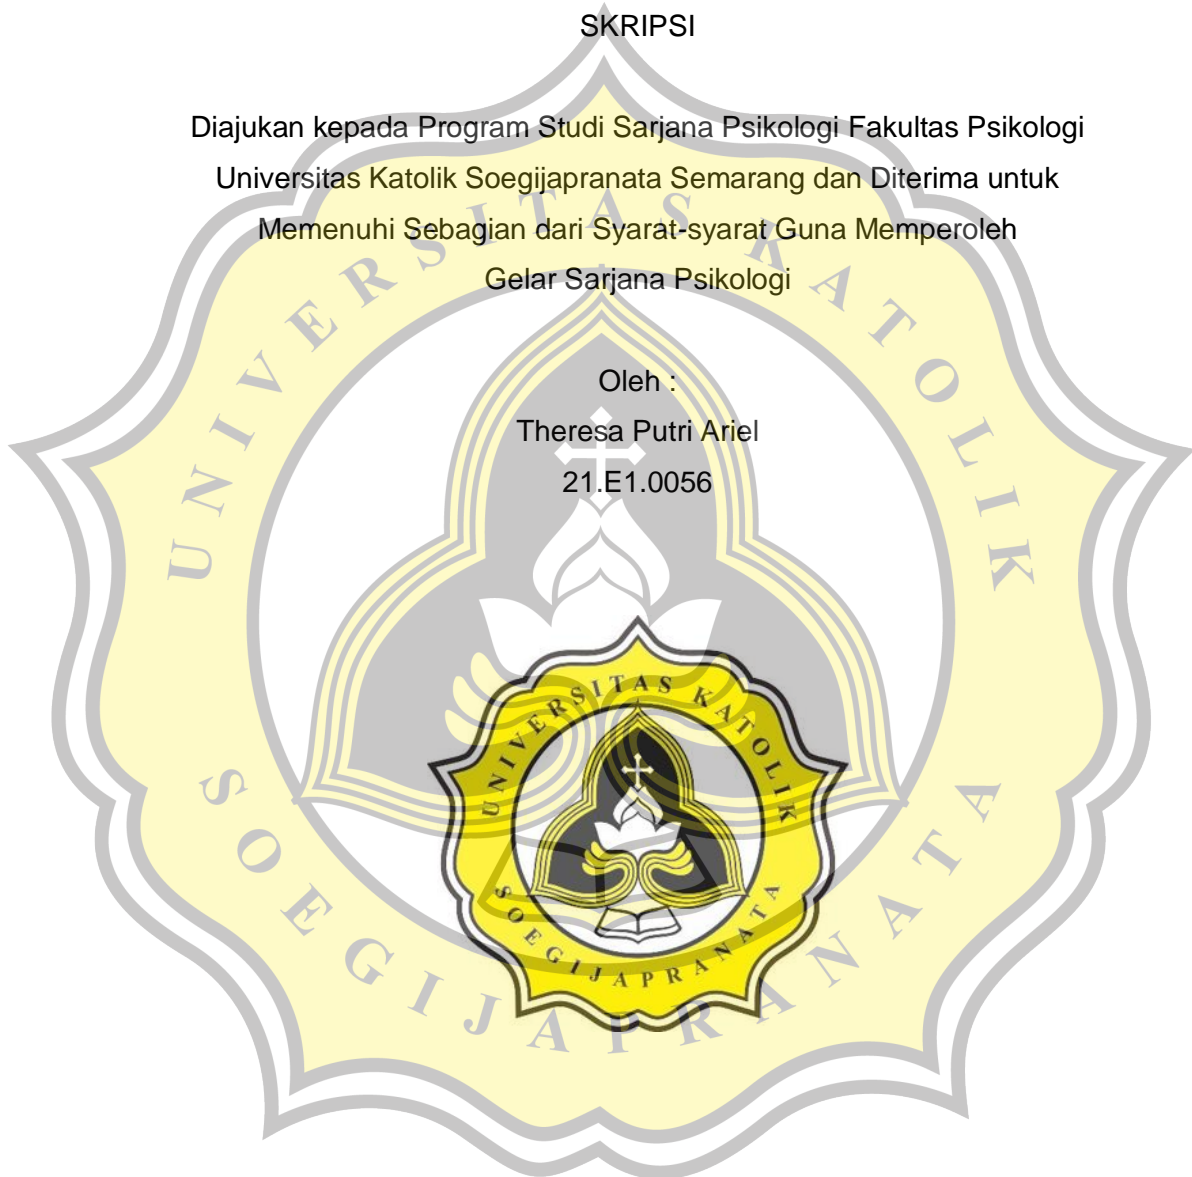 SKRIPSI
Diajukan kepada Program Studi Sarjana Psikologi Fakultas Psikologi
Universitas Katolik Soegijapranata Semarang dan Diterima untuk
Memenuhi Sebagian dari Syarat-syarat Guna Memperoleh
Gelar Sarjana Psikologi
Oleh :
Theresa Putri Ariel
21.E1.0056
UNIVERSITAS KATOLIK
SOEGIJAPRANATA
UNIVERSITAS KATOLIK
SOEGIJAPRANATA